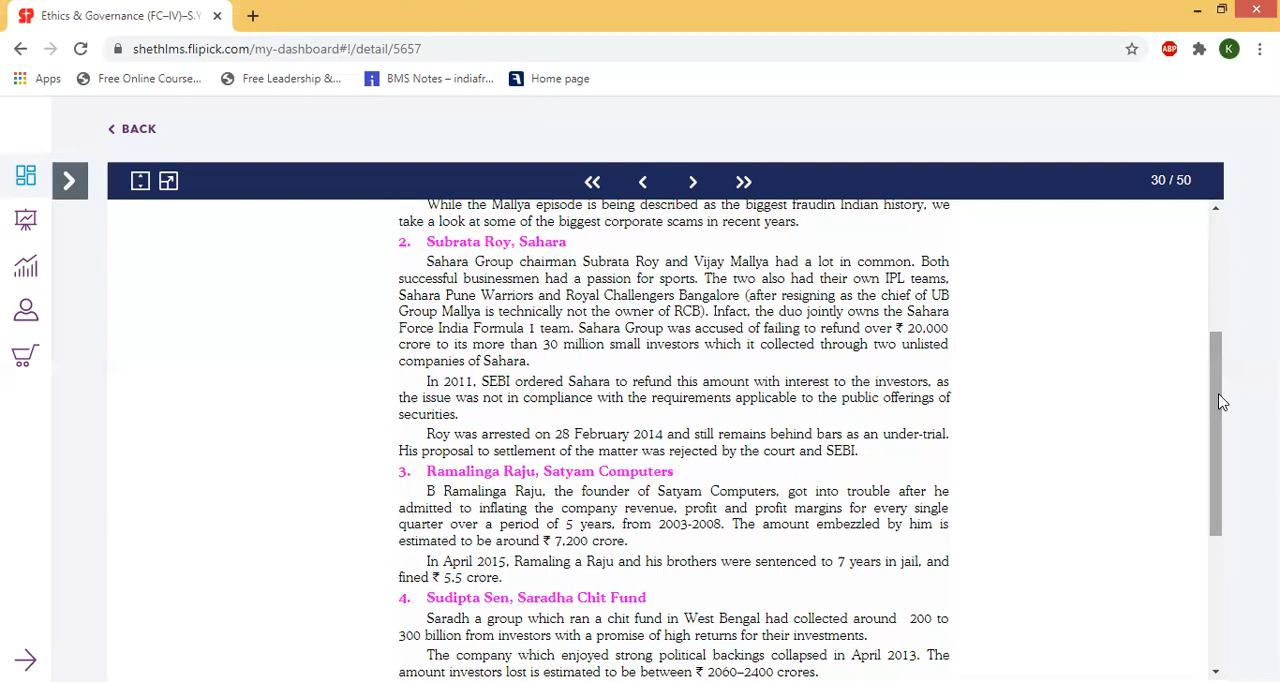 Ethics & Governance (FC-IV)–S.Y
shethlms.flipick.com/my-dashboard#!/detail/5657
ABP
K
Apps
Free Online Course...
Free Leadership &...
BMS Notes – indiafr...
Home page
BACK
30 / 50
While the Mallya episode is being described as the biggest fraudin Indian history, we
take a look at some of the biggest corporate scams in recent years.
2. Subrata Roy, Sahara
Sahara Group chairman Subrata Roy and Vijay Mallya had a lot in common. Both
successful businessmen had a passion for sports. The two also had their own IPL teams,
Sahara Pune Warriors and Royal Challengers Bangalore (after resigning as the chief of UB
Group Mallya is technically not the owner of RCB). Infact, the duo jointly owns the Sahara
Force India Formula 1 team. Sahara Group was accused of failing to refund over ₹ 20,000
crore to its more than 30 million small investors which it collected through two unlisted
companies of Sahara.
In 2011, SEBI ordered Sahara to refund this amount with interest to the investors, as
the issue was not in compliance with the requirements applicable to the public offerings of
securities.
Roy was arrested on 28 February 2014 and still remains behind bars as an under-trial.
His proposal to settlement of the matter was rejected by the court and SEBI.
3. Ramalinga Raju, Satyam Computers
B Ramalinga Raju, the founder of Satyam Computers, got into trouble after he
admitted to inflating the company revenue, profit and profit margins for every single
quarter over a period of 5 years, from 2003-2008. The amount embezzled by him is
estimated to be around ₹ 7,200 crore.
In April 2015, Ramaling a Raju and his brothers were sentenced to 7 years in jail, and
fined ₹ 5.5 crore.
4. Sudipta Sen, Saradha Chit Fund
Saradh a group which ran a chit fund in West Bengal had collected around 200 to
300 billion from investors with a promise of high returns for their investments.
The company which enjoyed strong political backings collapsed in April 2013. The
amount investors lost is estimated to be between ₹ 2060–2400 crores.